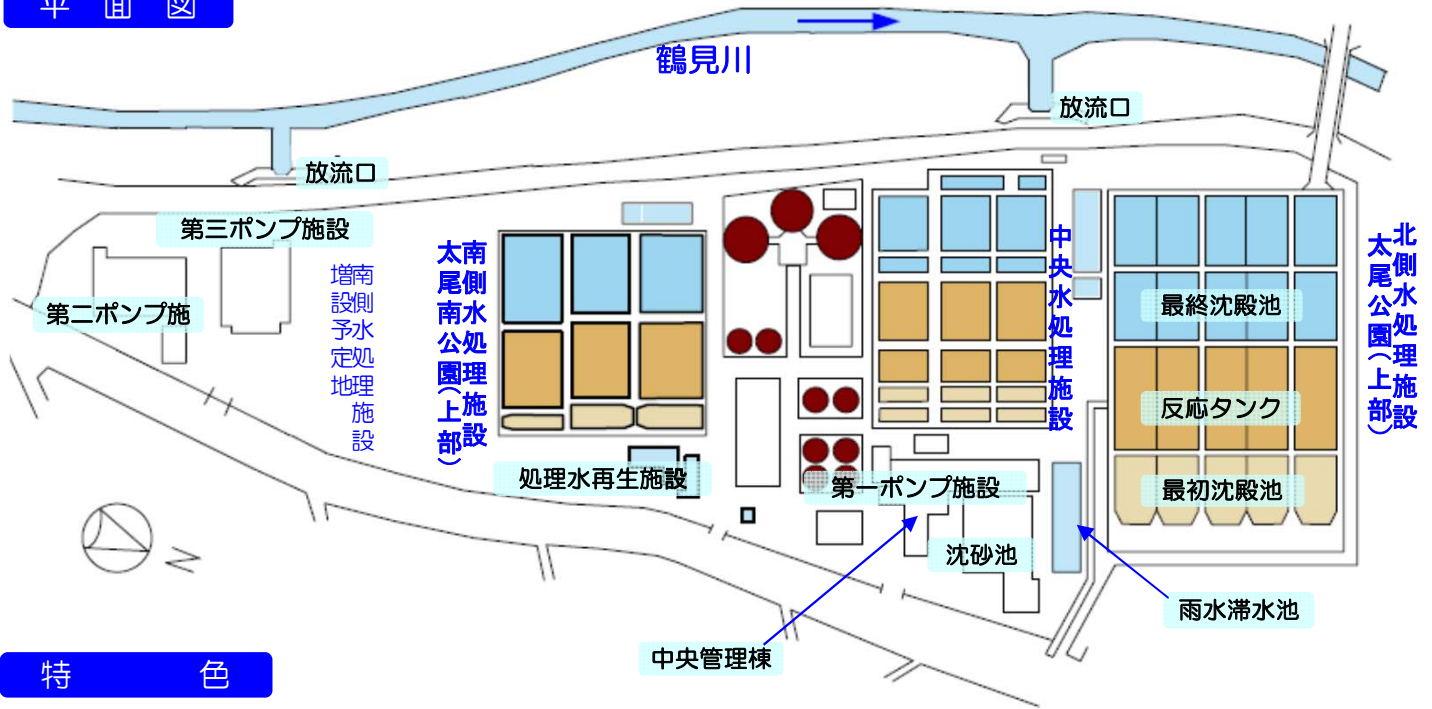 平面図
鶴見川
放流口
放流口
第三ポンプ施設
第二ポンプ施
南側水処理施設
増設予定地
南側水処理施設
太尾南公園(上部)
中央水処理施設
北側水処理施設
太尾公園(上部)
最終沈殿池
反応タンク
最初沈殿池
処理水再生施設
第一ポンプ施設
沈砂池
雨水滞水池
中央管理棟
N
特色